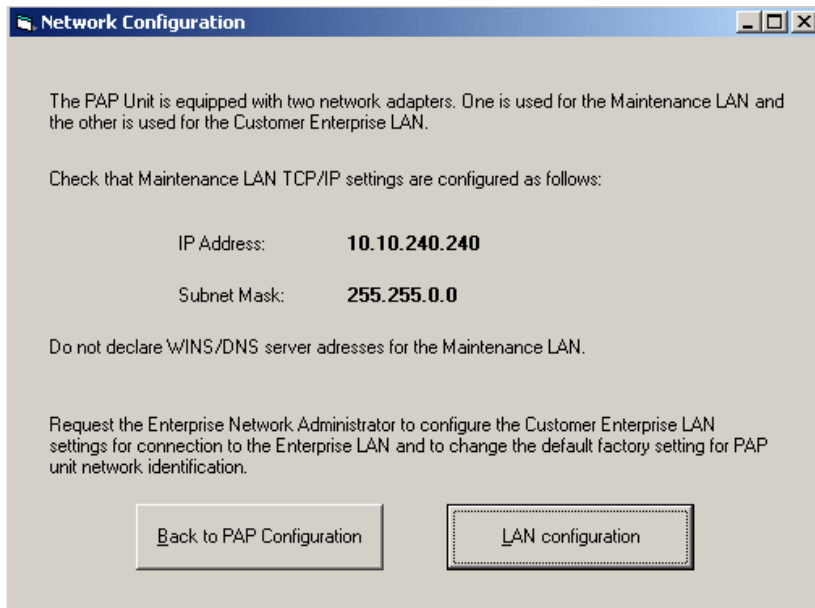 Network Configuration
The PAP Unit is equipped with two network adapters. One is used for the Maintenance LAN and
the other is used for the Customer Enterprise LAN.
Check that Maintenance LAN TCP/IP settings are configured as follows:
IP Address: 10.10.240.240
Subnet Mask: 255.255.0.0
Do not declare WINS/DNS server adresses for the Maintenance LAN.
Request the Enterprise Network Administrator to configure the Customer Enterprise LAN
settings for connection to the Enterprise LAN and to change the default factory setting for PAP
unit network identification.
Back to PAP Configuration LAN configuration